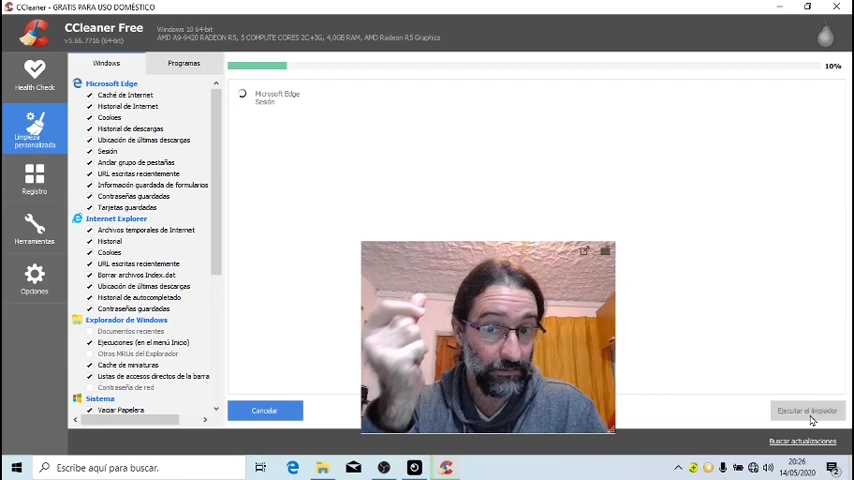 CCleaner - GRATIS PARA USO DOMÉSTICO
CCleaner Free
v5.66.7716 (64-bit)
Windows 10 64-bit
AMD A9-9420 RADEON R5, 5 COMPUTE CORES 2C+3G, 4,0GB RAM, AMD Radeon R5 Graphics
Health Check
Limpieza
personalizada
Registro
Herramientas
Opciones
Windows
Programas
Microsoft Edge
Caché de Internet
Historial de Internet
Cookies
Historial de descargas
Ubicación de últimas descargas
Sesión
Anclar grupo de pestañas
URL escritas recientemente
Información guardada de formularios
Contraseñas guardadas
Tarjetas guardadas
Internet Explorer
Archivos temporales de Internet
Historial
Cookies
URL escritas recientemente
Borrar archivos Index.dat
Ubicación de últimas descargas
Historial de autocompletado
Contraseñas guardadas
Explorador de Windows
Documentos recientes
Ejecuciones (en el menú Inicio)
Otros MRUs del Explorador
Cache de miniaturas
Listas de accesos directos de la barra
Contraseña de red
Sistema
Vaciar Papelera
10%
Microsoft Edge
Sesión
Cancelar
Ejecutar el limpiador
Buscar actualizaciones
Escribe aquí para buscar.
20:26
14/05/2020
2